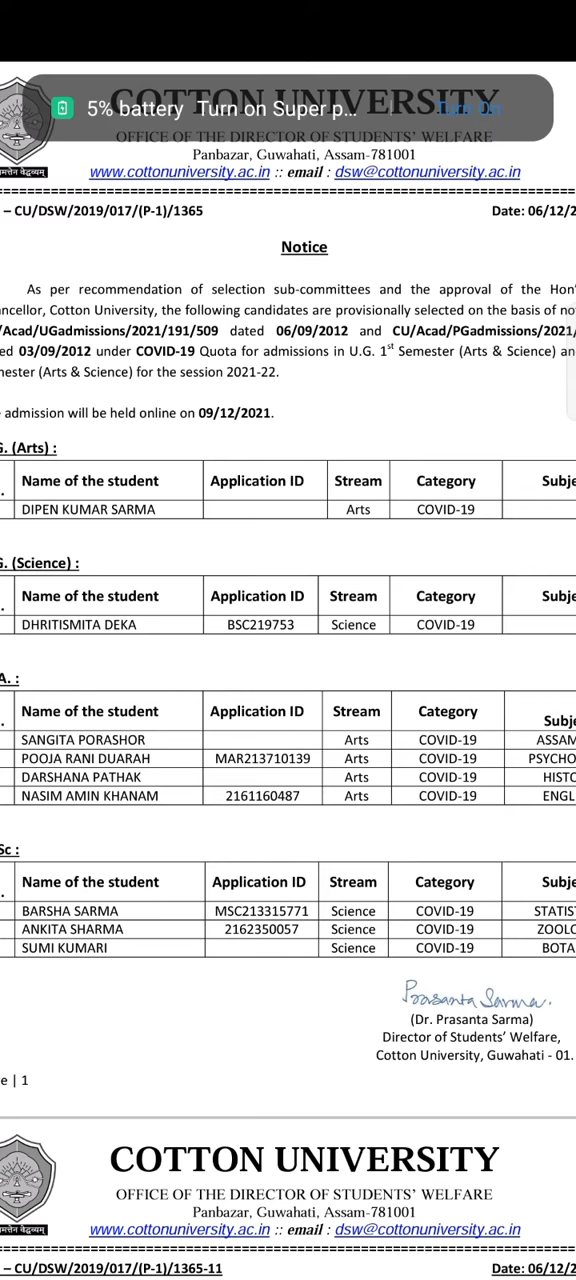 COTTON UNIVERSITY
5% battery Turn on Super p... Turn On
OFFICE OF THE DIRECTOR OF STUDENTS' WELFARE
Panbazar, Guwahati, Assam-781001
www.cottonuniversity.ac.in :: email : dsw@cottonuniversity.ac.in
– CU/DSW/2019/017/(P-1)/1365 Date: 06/12/2
Notice
As per recommendation of selection sub-committees and the approval of the Hon'
ancellor, Cotton University, the following candidates are provisionally selected on the basis of no
/Acad/UGadmissions/2021/191/509 dated 06/09/2012 and CU/Acad/PGadmissions/2021/
ed 03/09/2012 under COVID-19 Quota for admissions in U.G. 1st Semester (Arts & Science) an
mester (Arts & Science) for the session 2021-22.
e admission will be held online on 09/12/2021.
G. (Arts) :
. Name of the student Application ID Stream Category Subje
DIPEN KUMAR SARMA Arts COVID-19
G. (Science) :
. Name of the student Application ID Stream Category Subje
DHRITISMITA DEKA BSC219753 Science COVID-19
A. :
. Name of the student Application ID Stream Category Subje
SANGITA PORASHOR Arts COVID-19 ASSAM
POOJA RANI DUARAH MAR213710139 Arts COVID-19 PSYCHO
DARSHANA PATHAK Arts COVID-19 HISTO
NASIM AMIN KHANAM 2161160487 Arts COVID-19 ENGL
Sc :
. Name of the student Application ID Stream Category Subje
BARSHA SARMA MSC213315771 Science COVID-19 STATIST
ANKITA SHARMA 2162350057 Science COVID-19 ZOOLO
SUMI KUMARI Science COVID-19 BOTA
Prasanta Sarma.
(Dr. Prasanta Sarma)
Director of Students' Welfare,
Cotton University, Guwahati - 01.
e | 1
COTTON UNIVERSITY
OFFICE OF THE DIRECTOR OF STUDENTS' WELFARE
Panbazar, Guwahati, Assam-781001
www.cottonuniversity.ac.in :: email : dsw@cottonuniversity.ac.in
– CU/DSW/2019/017/(P-1)/1365-11 Date: 06/12/2